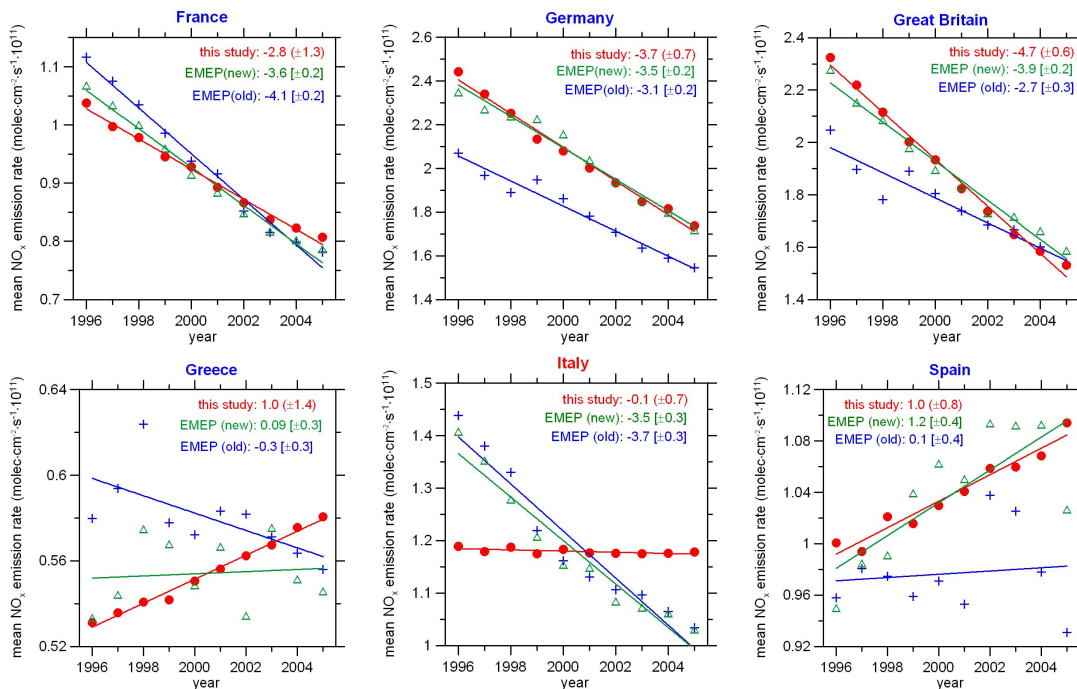 France
mean NOx emission rate (molec·cm⁻²·s⁻¹·10¹¹)
this study: -2.8 (±1.3)
EMEP(new): -3.6 [±0.2]
EMEP(old): -4.1 [±0.2]
1.1
1
0.9
0.8
0.7
1996 1998 2000 2002 2004
year
Germany
mean NOx emission rate (molec·cm⁻²·s⁻¹·10¹¹)
this study: -3.7 (±0.7)
EMEP(new): -3.5 [±0.2]
EMEP(old): -3.1 [±0.2]
2.6
2.4
2.2
2
1.8
1.6
1.4
1996 1998 2000 2002 2004
year
Great Britain
mean NOx emission rate (molec·cm⁻²·s⁻¹·10¹¹)
this study: -4.7 (±0.6)
EMEP(new): -3.9 [±0.2]
EMEP(old): -2.7 [±0.3]
2.4
2.2
2
1.8
1.6
1.4
1996 1998 2000 2002 2004
year
Greece
mean NOx emission rate (molec·cm⁻²·s⁻¹·10¹¹)
this study: 1.0 (±1.4)
EMEP (new): 0.09 [±0.3]
EMEP (old): -0.3 [±0.3]
0.64
0.6
0.56
0.52
1996 1998 2000 2002 2004
year
Italy
mean NOx emission rate (molec·cm⁻²·s⁻¹·10¹¹)
this study: -0.1 (±0.7)
EMEP (new): -3.5 [±0.3]
EMEP (old): -3.7 [±0.3]
1.5
1.4
1.3
1.2
1.1
1
1996 1998 2000 2002 2004
year
Spain
mean NOx emission rate (molec·cm⁻²·s⁻¹·10¹¹)
this study: 1.0 (±0.8)
EMEP (new): 1.2 [±0.4]
EMEP (old): 0.1 [±0.4]
1.12
1.08
1.04
1
0.96
0.92
1996 1998 2000 2002 2004
year